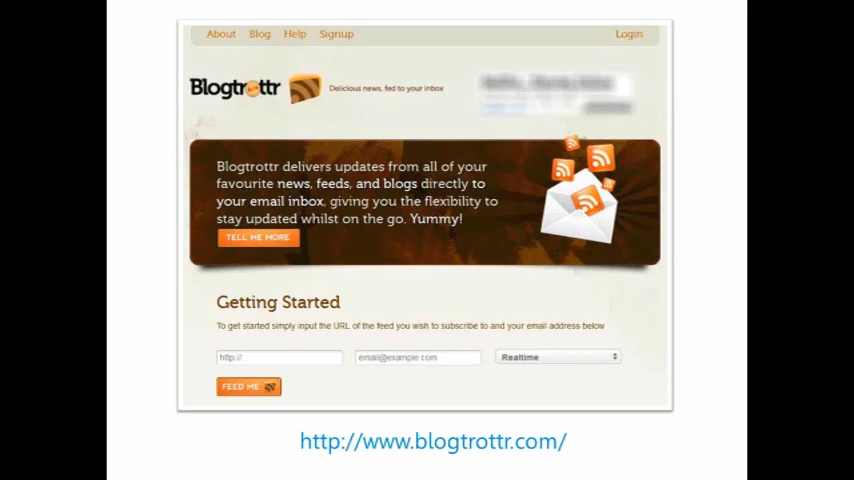 About Blog Help Signup Login
Blogtrottr
Delicious news, fed to your inbox
Blogtrottr delivers updates from all of your
favourite news, feeds, and blogs directly to
your email inbox, giving you the flexibility to
stay updated whilst on the go. Yummy!
TELL ME MORE
Getting Started
To get started simply input the URL of the feed you wish to subscribe to and your email address below
http:// email@example.com Realtime
FEED ME
http://www.blogtrottr.com/